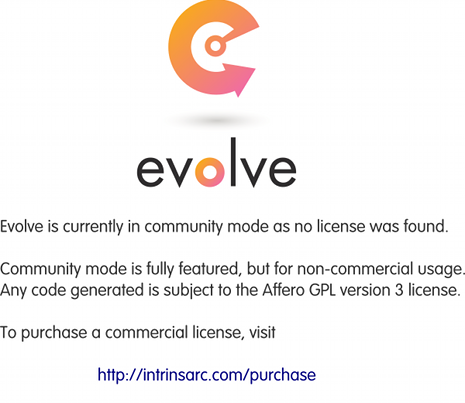 evolve
Evolve is currently in community mode as no license was found.
Community mode is fully featured, but for non-commercial usage.
Any code generated is subject to the Affero GPL version 3 license.
To purchase a commercial license, visit
http://intrinsarc.com/purchase